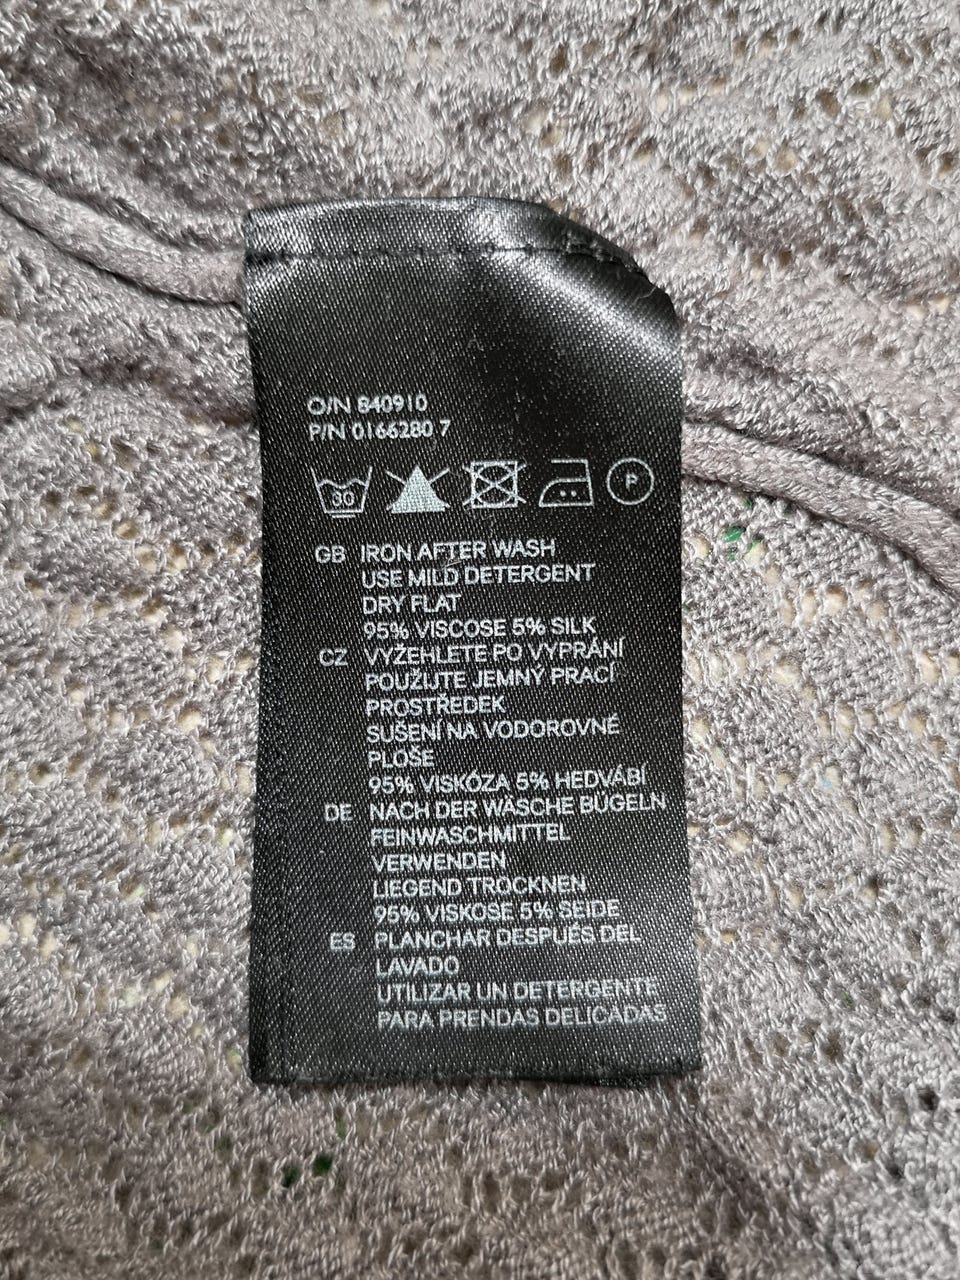 O/N 840910
P/N 0166280 7
30 P
GB IRON AFTER WASH
USE MILD DETERGENT
DRY FLAT
95% VISCOSE 5% SILK
CZ VYŽEHLETE PO VYPRÁNÍ
POUŽIJTE JEMNÝ PRACÍ
PROSTŘEDEK
SUŠENÍ NA VODOROVNÉ
PLOŠE
95% VISKÓZA 5% HEDVÁBÍ
DE NACH DER WÄSCHE BÜGELN
FEINWASCHMITTEL
VERWENDEN
LIEGEND TROCKNEN
95% VISKOSE 5% SEIDE
ES PLANCHAR DESPUÉS DEL
LAVADO
UTILIZAR UN DETERGENTE
PARA PRENDAS DELICADAS